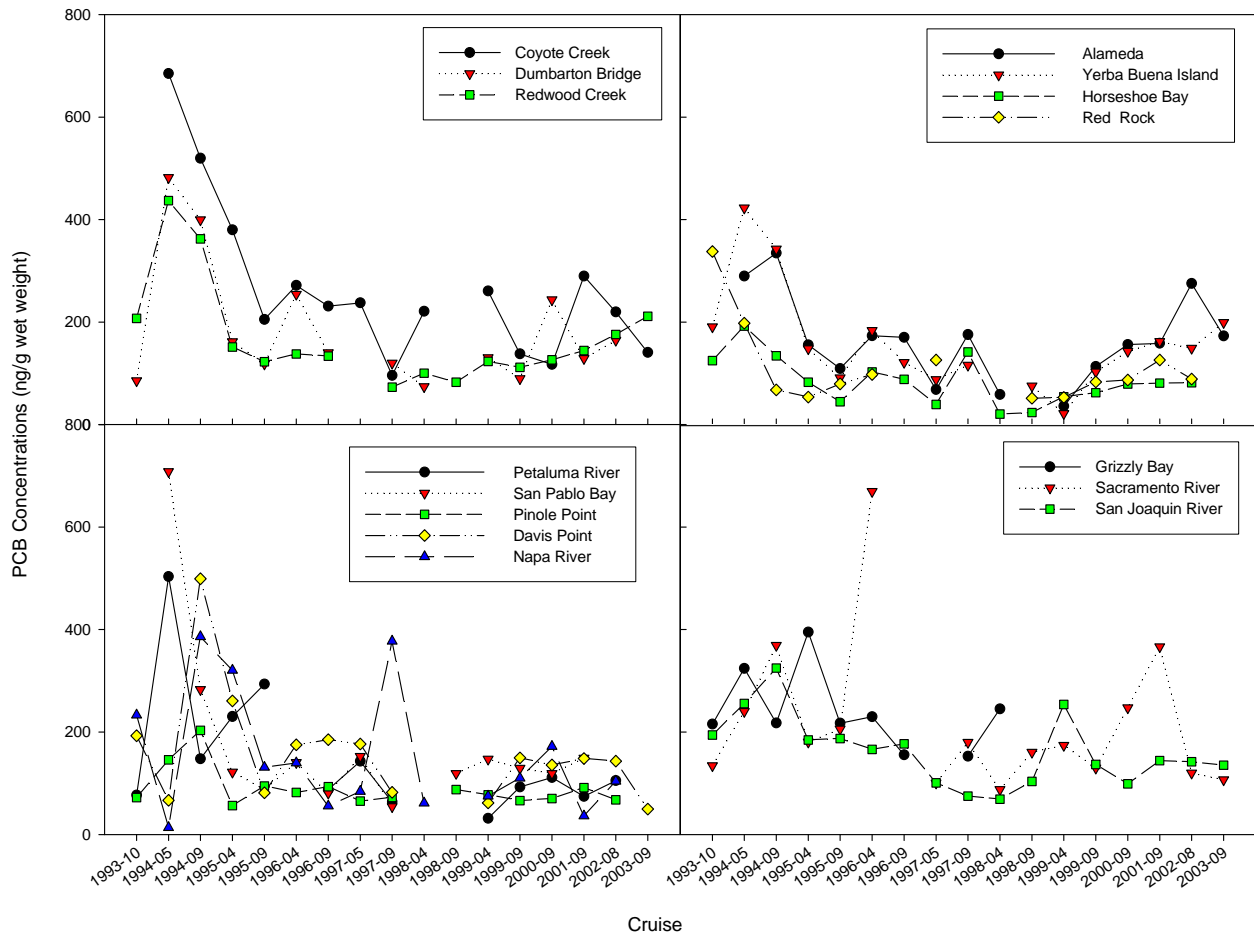 800
600
400
200
0
Coyote Creek
Dumbarton Bridge
Redwood Creek
Alameda
Yerba Buena Island
Horseshoe Bay
Red Rock
PCB Concentrations (ng/g wet weight)
800
600
400
200
0
Petaluma River
San Pablo Bay
Pinole Point
Davis Point
Napa River
Grizzly Bay
Sacramento River
San Joaquin River
1993-10
1994-05
1994-09
1995-04
1995-09
1996-04
1996-09
1997-05
1997-09
1998-04
1998-09
1999-04
1999-09
2000-09
2001-09
2002-08
2003-09
1993-10
1994-05
1994-09
1995-04
1995-09
1996-04
1996-09
1997-05
1997-09
1998-04
1998-09
1999-04
1999-09
2000-09
2001-09
2002-08
2003-09
Cruise